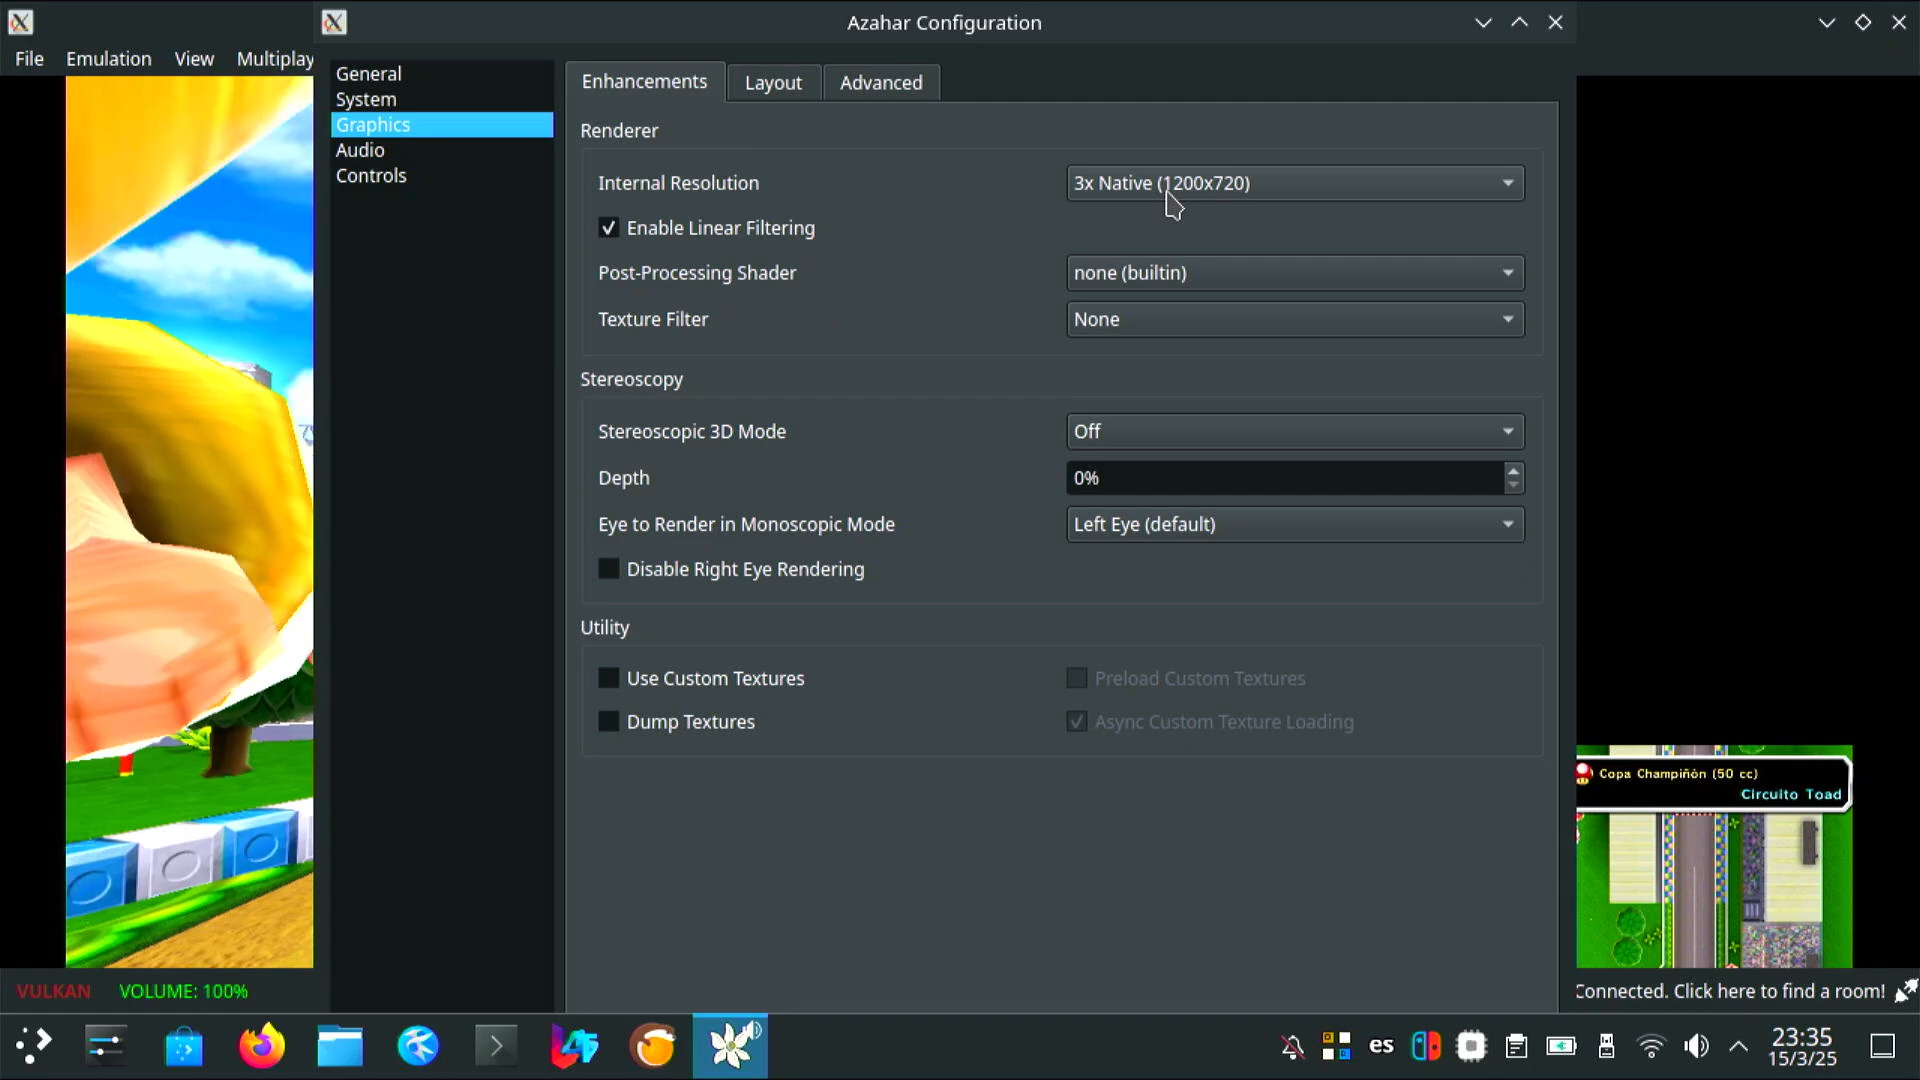 Azahar Configuration
File Emulation View Multiplay
General
System
Graphics
Audio
Controls
Enhancements Layout Advanced
Renderer
Internal Resolution 3x Native (1200x720)
Enable Linear Filtering
Post-Processing Shader none (builtin)
Texture Filter None
Stereoscopy
Stereoscopic 3D Mode Off
Depth 0%
Eye to Render in Monoscopic Mode Left Eye (default)
Disable Right Eye Rendering
Utility
Use Custom Textures Preload Custom Textures
Dump Textures Async Custom Texture Loading
Copa Champiñón (50 cc)
Circuito Toad
VULKAN VOLUME: 100% Connected. Click here to find a room!
es 23:35
15/3/25